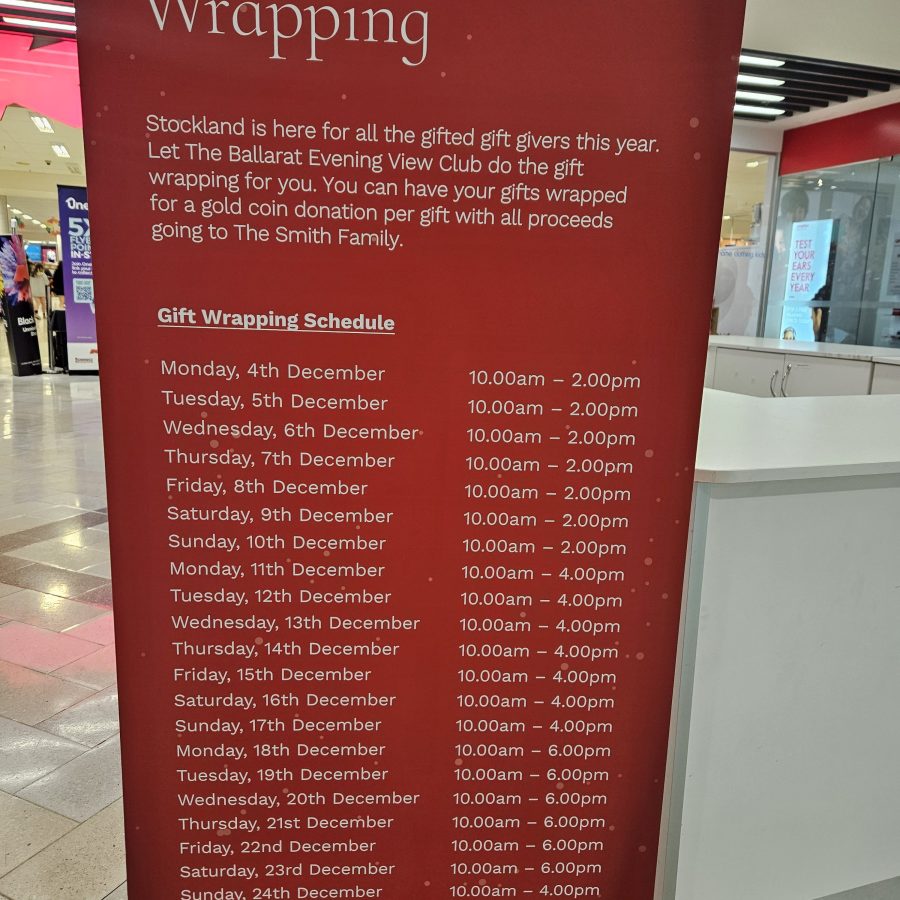 Wrapping
Stockland is here for all the gifted gift givers this year.
Let The Ballarat Evening View Club do the gift
wrapping for you. You can have your gifts wrapped
for a gold coin donation per gift with all proceeds
going to The Smith Family.
Gift Wrapping Schedule
Monday, 4th December 10.00am – 2.00pm
Tuesday, 5th December 10.00am – 2.00pm
Wednesday, 6th December 10.00am – 2.00pm
Thursday, 7th December 10.00am – 2.00pm
Friday, 8th December 10.00am – 2.00pm
Saturday, 9th December 10.00am – 2.00pm
Sunday, 10th December 10.00am – 2.00pm
Monday, 11th December 10.00am – 4.00pm
Tuesday, 12th December 10.00am – 4.00pm
Wednesday, 13th December 10.00am – 4.00pm
Thursday, 14th December 10.00am – 4.00pm
Friday, 15th December 10.00am – 4.00pm
Saturday, 16th December 10.00am – 4.00pm
Sunday, 17th December 10.00am – 4.00pm
Monday, 18th December 10.00am – 6.00pm
Tuesday, 19th December 10.00am – 6.00pm
Wednesday, 20th December 10.00am – 6.00pm
Thursday, 21st December 10.00am – 6.00pm
Friday, 22nd December 10.00am – 6.00pm
Saturday, 23rd December 10.00am – 6.00pm
Sunday, 24th December 10.00am – 4.00pm
One
5X
FLYB
POIN
IN-S
Black
TEST
YOUR
EARS
EVERY
YEAR